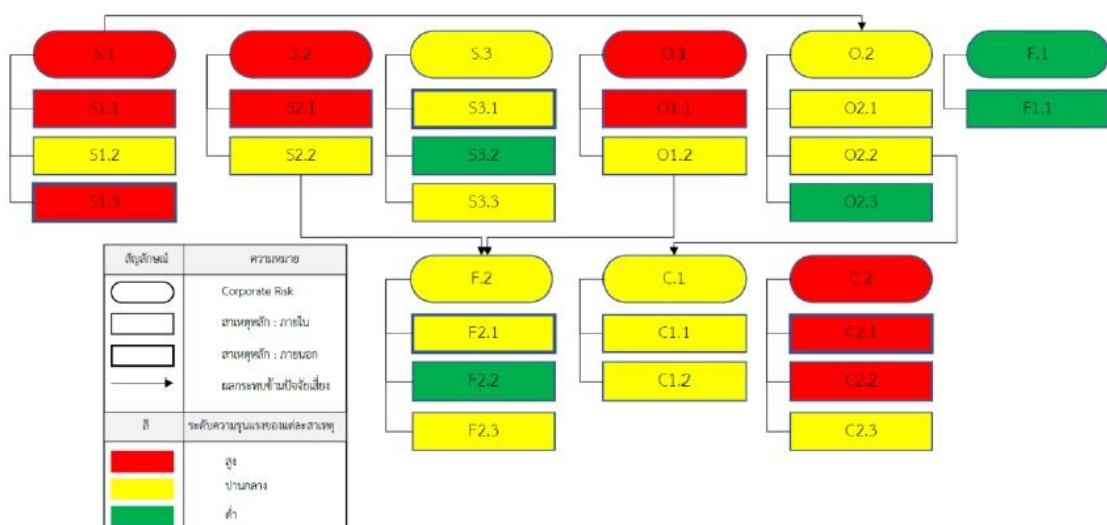 S.1 S.2 S.3 O.1 O.2 F.1
S1.1 S2.1 S3.1 O1.1 O2.1 F1.1
S1.2 S2.2 S3.2 O1.2 O2.2
S1.3 S3.3 O2.3
F.2 C.1 C.2
F2.1 C1.1 C2.1
F2.2 C1.2 C2.2
F2.3 C2.3
สัญลักษณ์ ความหมาย
Corporate Risk
สาเหตุหลัก : ภายใน
สาเหตุหลัก : ภายนอก
ผลกระทบข้ามปัจจัยเสี่ยง
สี ระดับความรุนแรงของแต่ละสาเหตุ
สูง
ปานกลาง
ต่ำ